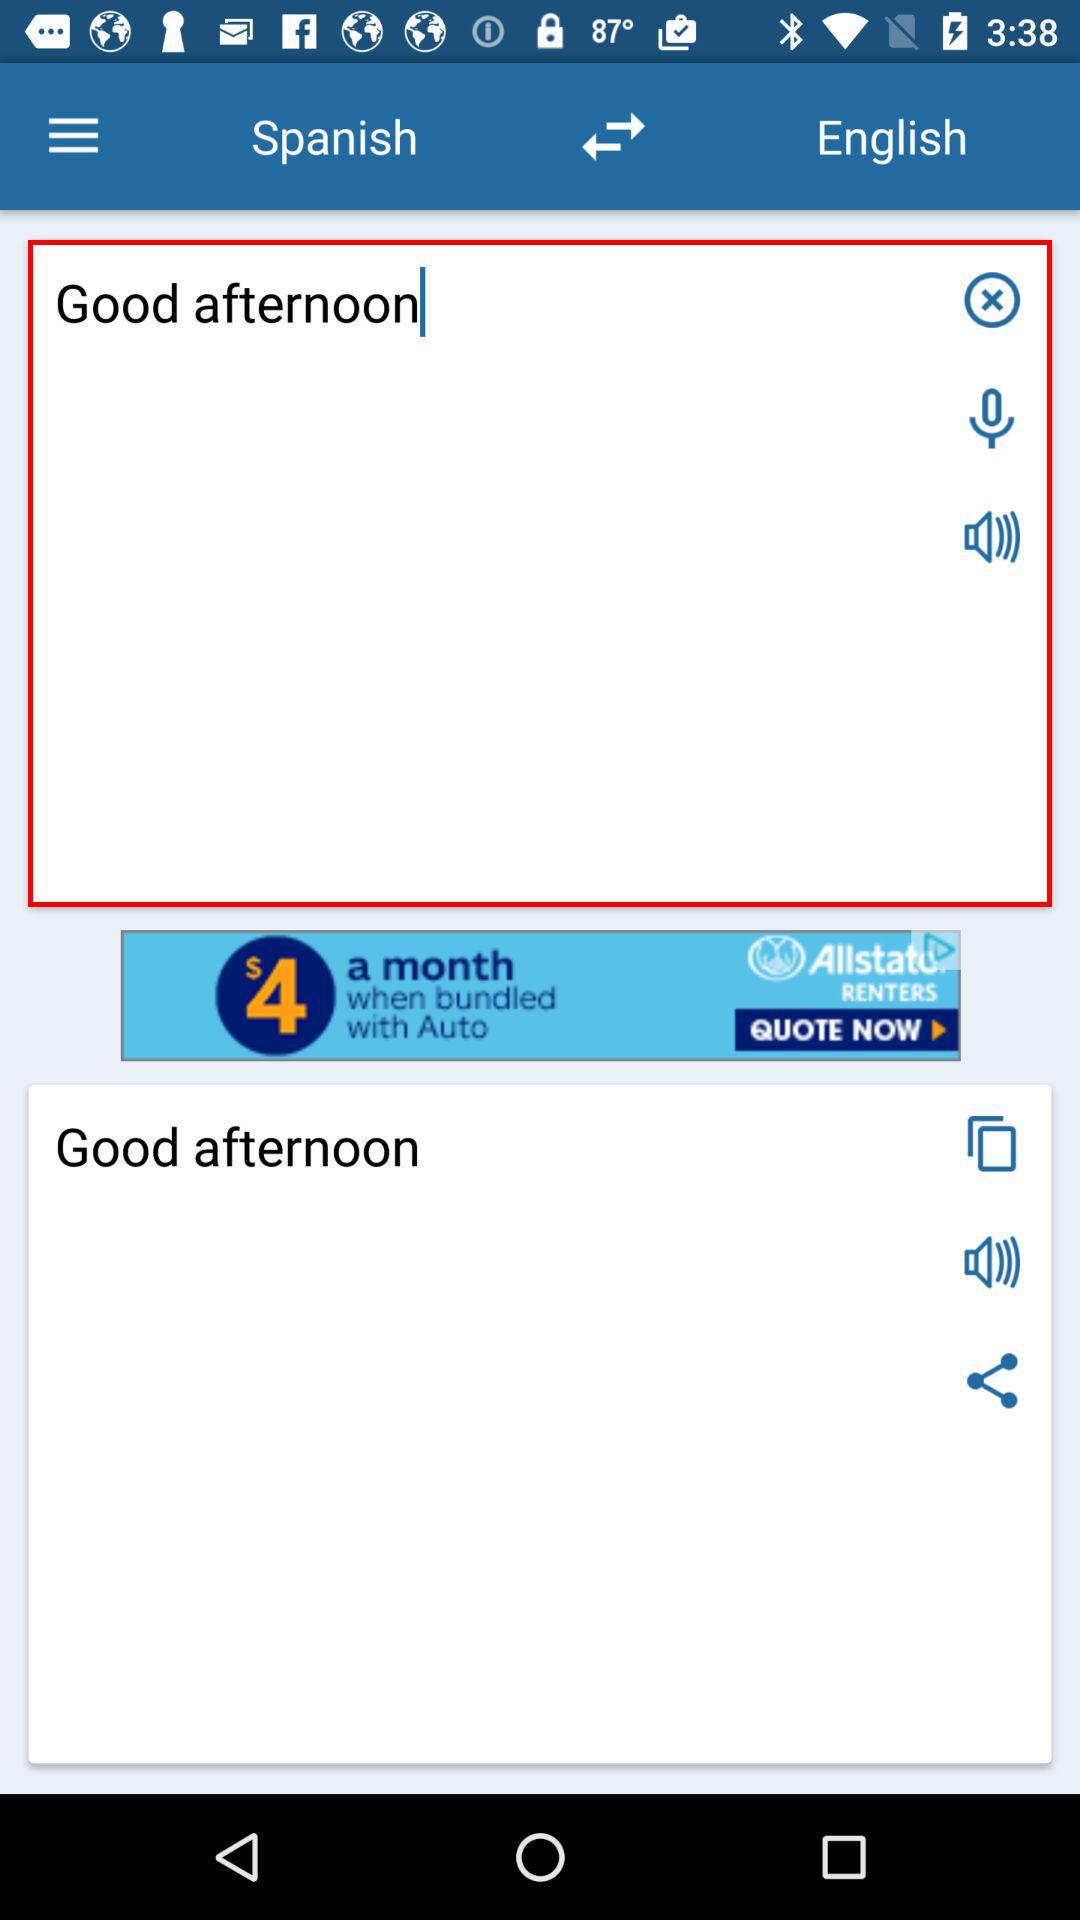 87° 3:38
Spanish English
Good afternoon
$4 a month
when bundled
with Auto
Allstate
RENTERS
QUOTE NOW
Good afternoon